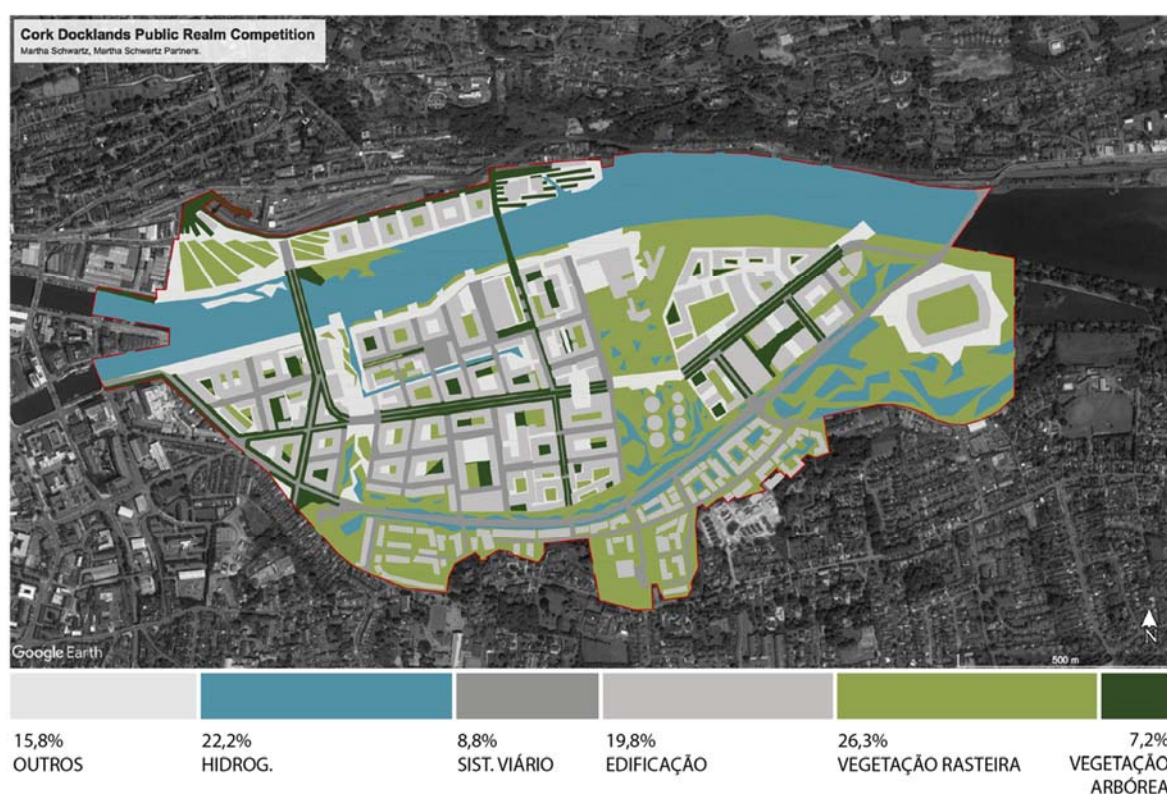 Cork Docklands Public Realm Competition
Martha Schwartz, Martha Schwartz Partners.
N
Google Earth
500 m
15,8%
OUTROS
22,2%
HIDROG.
8,8%
SIST. VIÁRIO
19,8%
EDIFICAÇÃO
26,3%
VEGETAÇÃO RASTEIRA
7,2%
VEGETAÇÃO
ARBÓREA